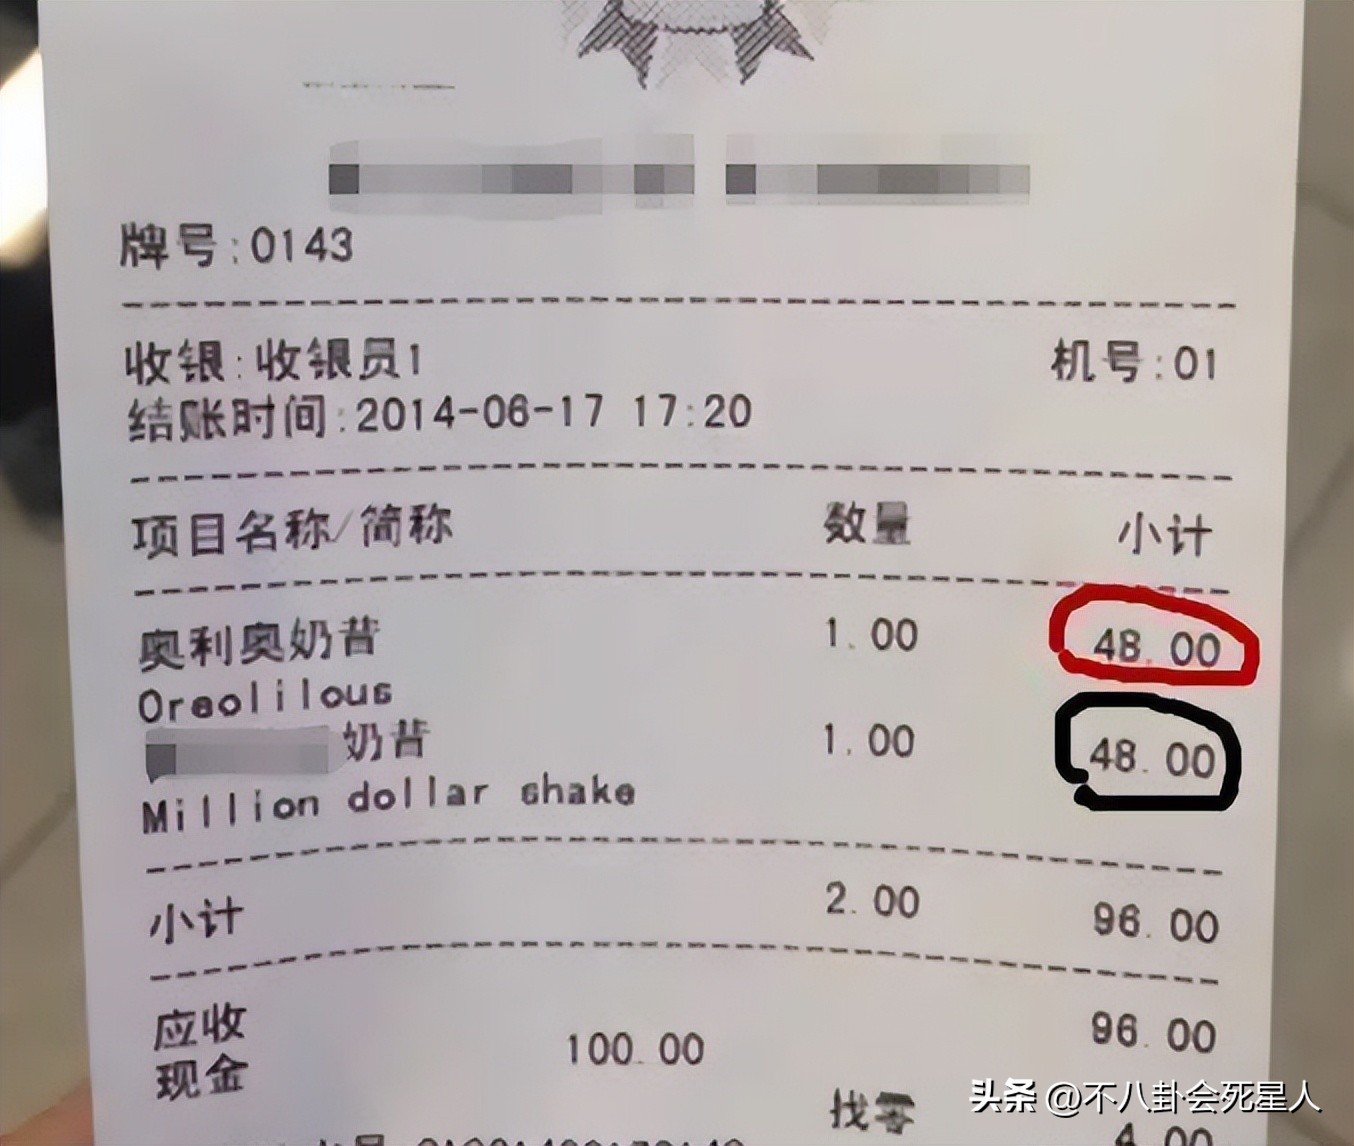 牌号:0143
收银:收银员1 机号:01
结账时间:2014-06-17 17:20
项目名称/简称 数量 小计
奥利奥奶昔 1.00 48.00
Oreolilous
奶昔 1.00 48.00
Million dollar shake
小计 2.00 96.00
应收 96.00
现金 100.00
找零 4.00
头条 @不八卦会死星人